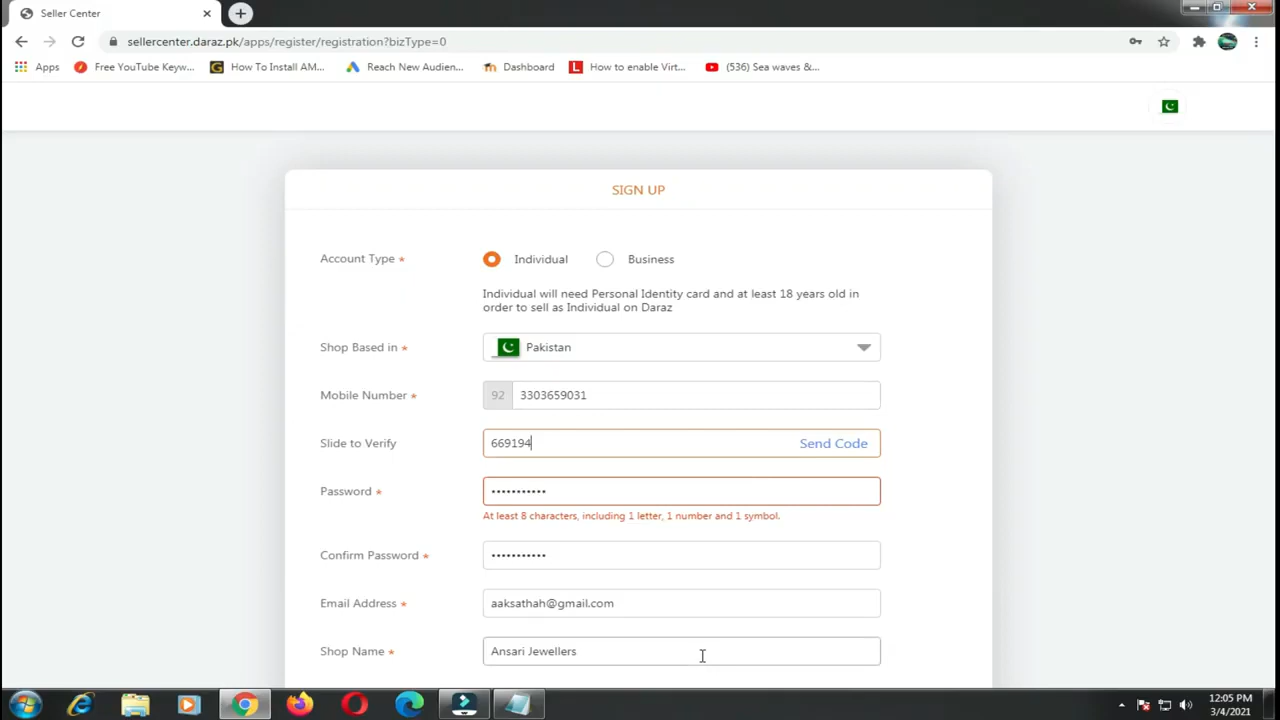 Seller Center
sellercenter.daraz.pk/apps/register/registration?bizType=0
Apps Free YouTube Keyw... How To Install AM... Reach New Audien... Dashboard How to enable Virt... (536) Sea waves &...
SIGN UP
Account Type * Individual Business
Individual will need Personal Identity card and at least 18 years old in
order to sell as Individual on Daraz
Shop Based in * Pakistan
Mobile Number * 92 3303659031
Slide to Verify 669194 Send Code
Password * •••••••••••
At least 8 characters, including 1 letter, 1 number and 1 symbol.
Confirm Password * •••••••••••
Email Address * aaksathah@gmail.com
Shop Name * Ansari Jewellers
12:05 PM
3/4/2021